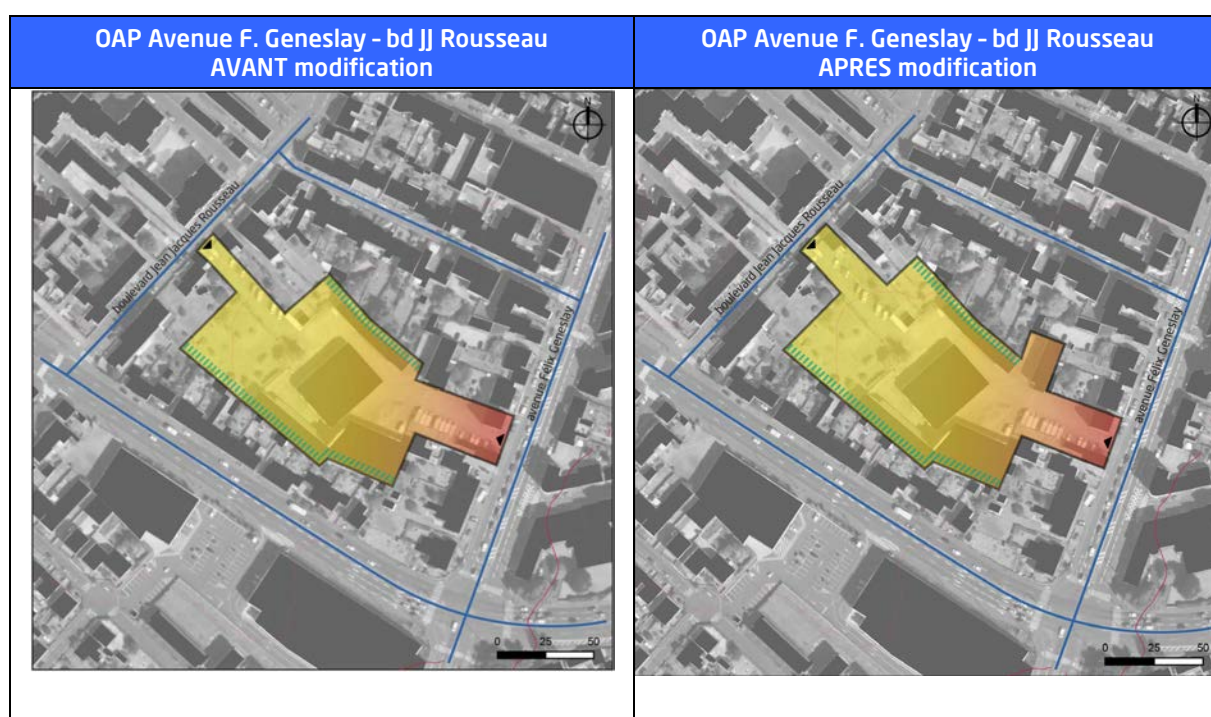 OAP Avenue F. Geneslay – bd JJ Rousseau
AVANT modification
OAP Avenue F. Geneslay – bd JJ Rousseau
APRES modification
N
boulevard Jean Jacques Rousseau
avenue Félix Geneslay
0 25 50
N
boulevard Jean Jacques Rousseau
avenue Félix Geneslay
0 25 50